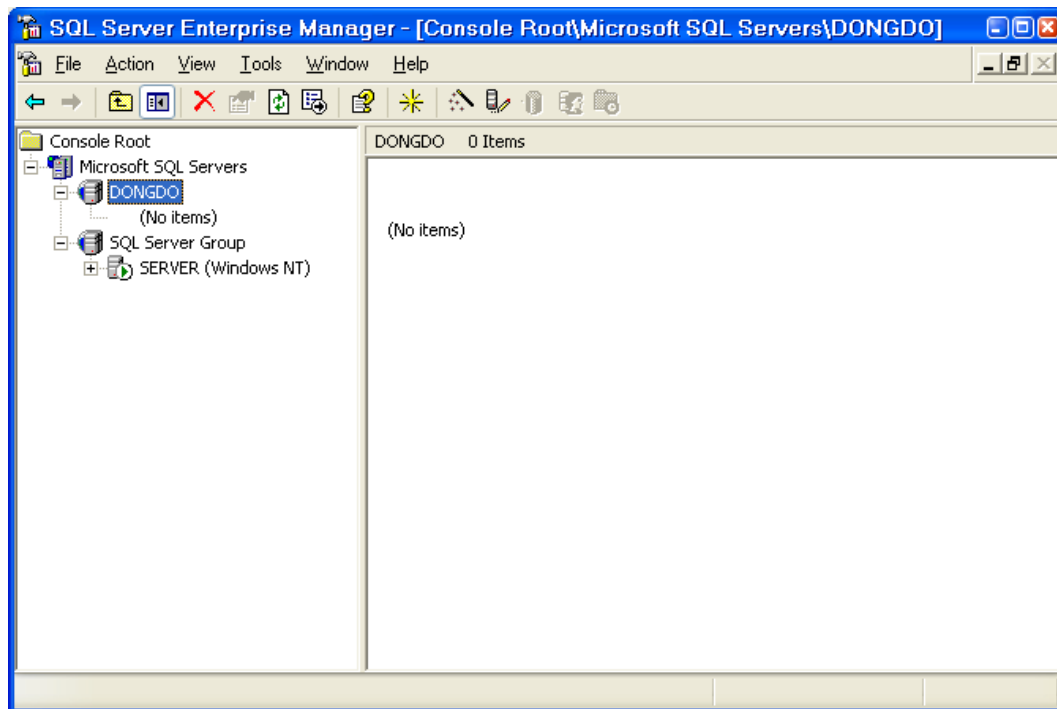 SQL Server Enterprise Manager - [Console Root\Microsoft SQL Servers\DONGDO]
File Action View Tools Window Help
Console Root
Microsoft SQL Servers
DONGDO
(No items)
SQL Server Group
SERVER (Windows NT)
DONGDO 0 Items
(No items)